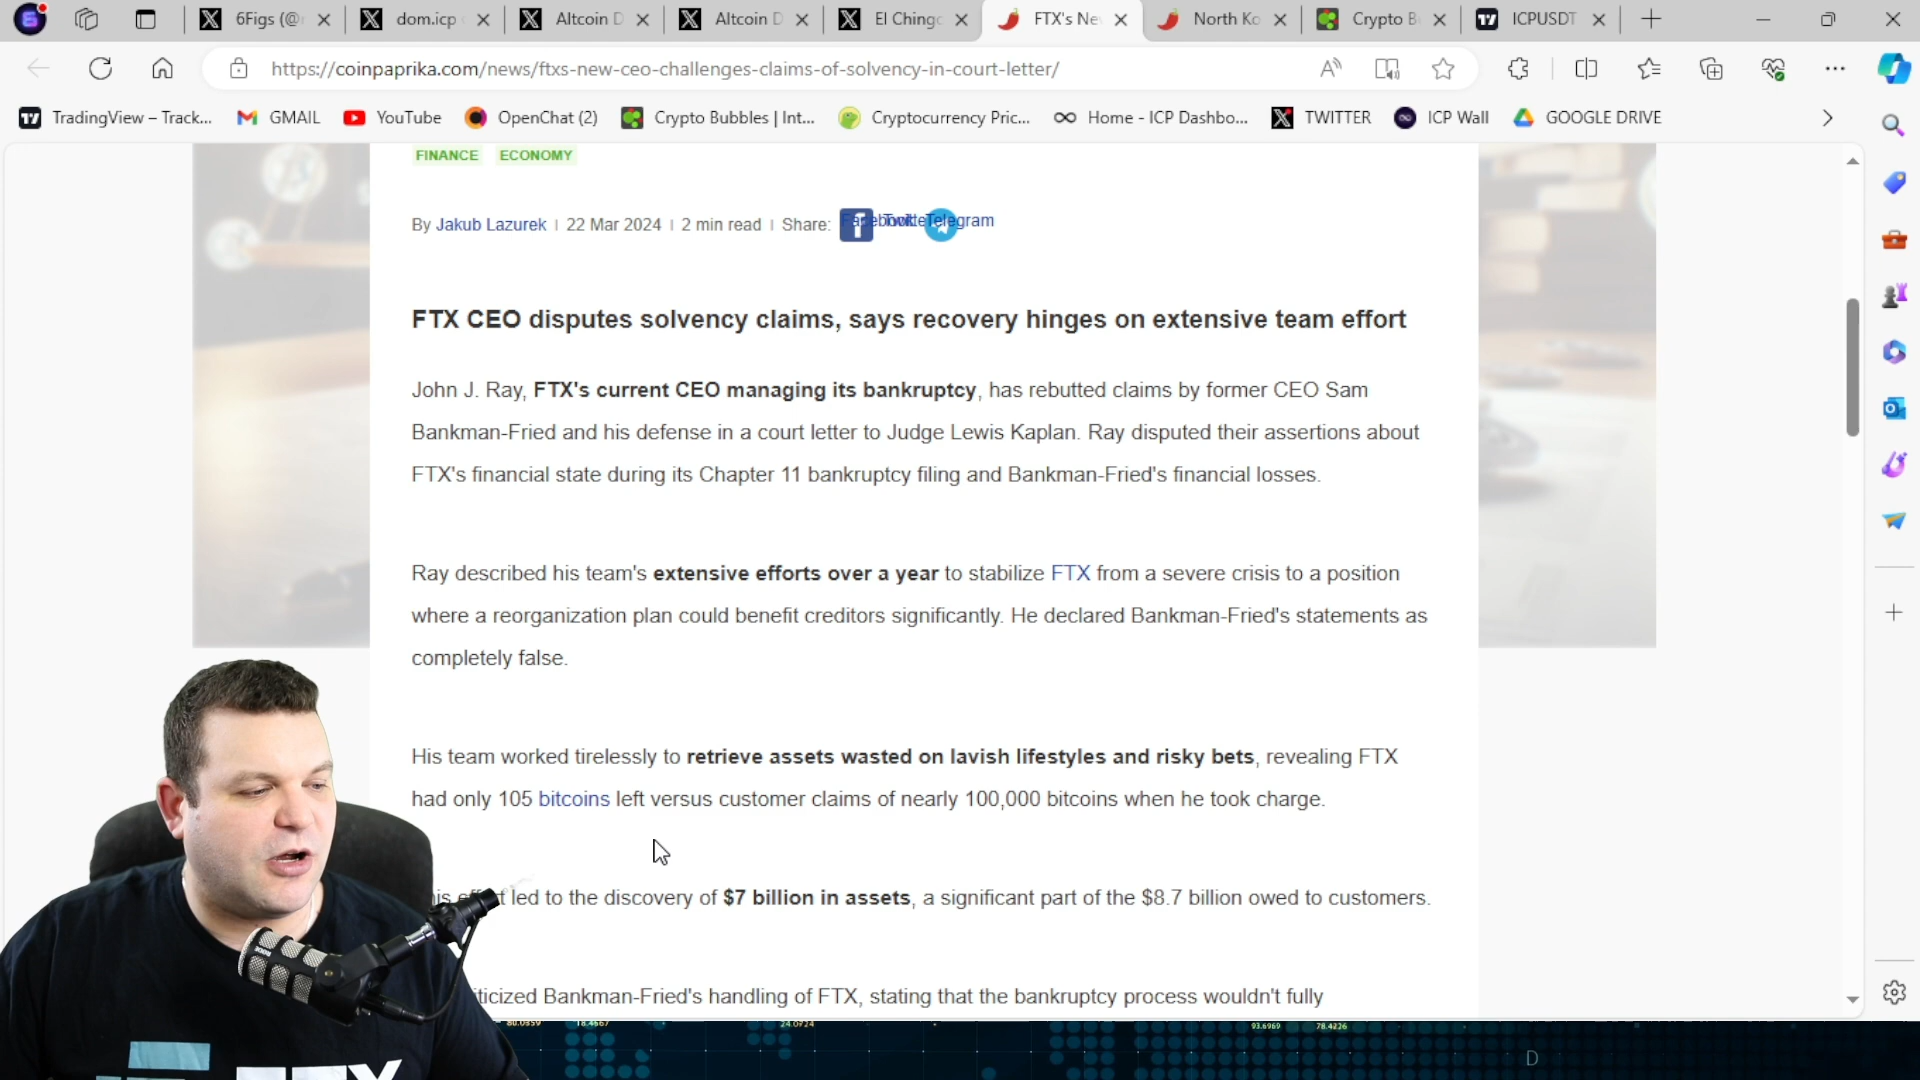 6Figs (@
dom.icp
Altcoin D
Altcoin D
El Chingo
FTX's Ne
North Ko
Crypto B
ICPUSDT
https://coinpaprika.com/news/ftxs-new-ceo-challenges-claims-of-solvency-in-court-letter/
TradingView – Track... GMAIL YouTube OpenChat (2) Crypto Bubbles | Int... Cryptocurrency Pric... Home - ICP Dashbo... TWITTER ICP Wall GOOGLE DRIVE
FINANCE ECONOMY
By Jakub Lazurek | 22 Mar 2024 | 2 min read | Share: Facebook Twitter Telegram
FTX CEO disputes solvency claims, says recovery hinges on extensive team effort
John J. Ray, FTX's current CEO managing its bankruptcy, has rebutted claims by former CEO Sam
Bankman-Fried and his defense in a court letter to Judge Lewis Kaplan. Ray disputed their assertions about
FTX's financial state during its Chapter 11 bankruptcy filing and Bankman-Fried's financial losses.
Ray described his team's extensive efforts over a year to stabilize FTX from a severe crisis to a position
where a reorganization plan could benefit creditors significantly. He declared Bankman-Fried's statements as
completely false.
His team worked tirelessly to retrieve assets wasted on lavish lifestyles and risky bets, revealing FTX
had only 105 bitcoins left versus customer claims of nearly 100,000 bitcoins when he took charge.
led to the discovery of $7 billion in assets, a significant part of the $8.7 billion owed to customers.
iticized Bankman-Fried's handling of FTX, stating that the bankruptcy process wouldn't fully
80.0359 18.4567 24.0724 93.6969 78.4226
D